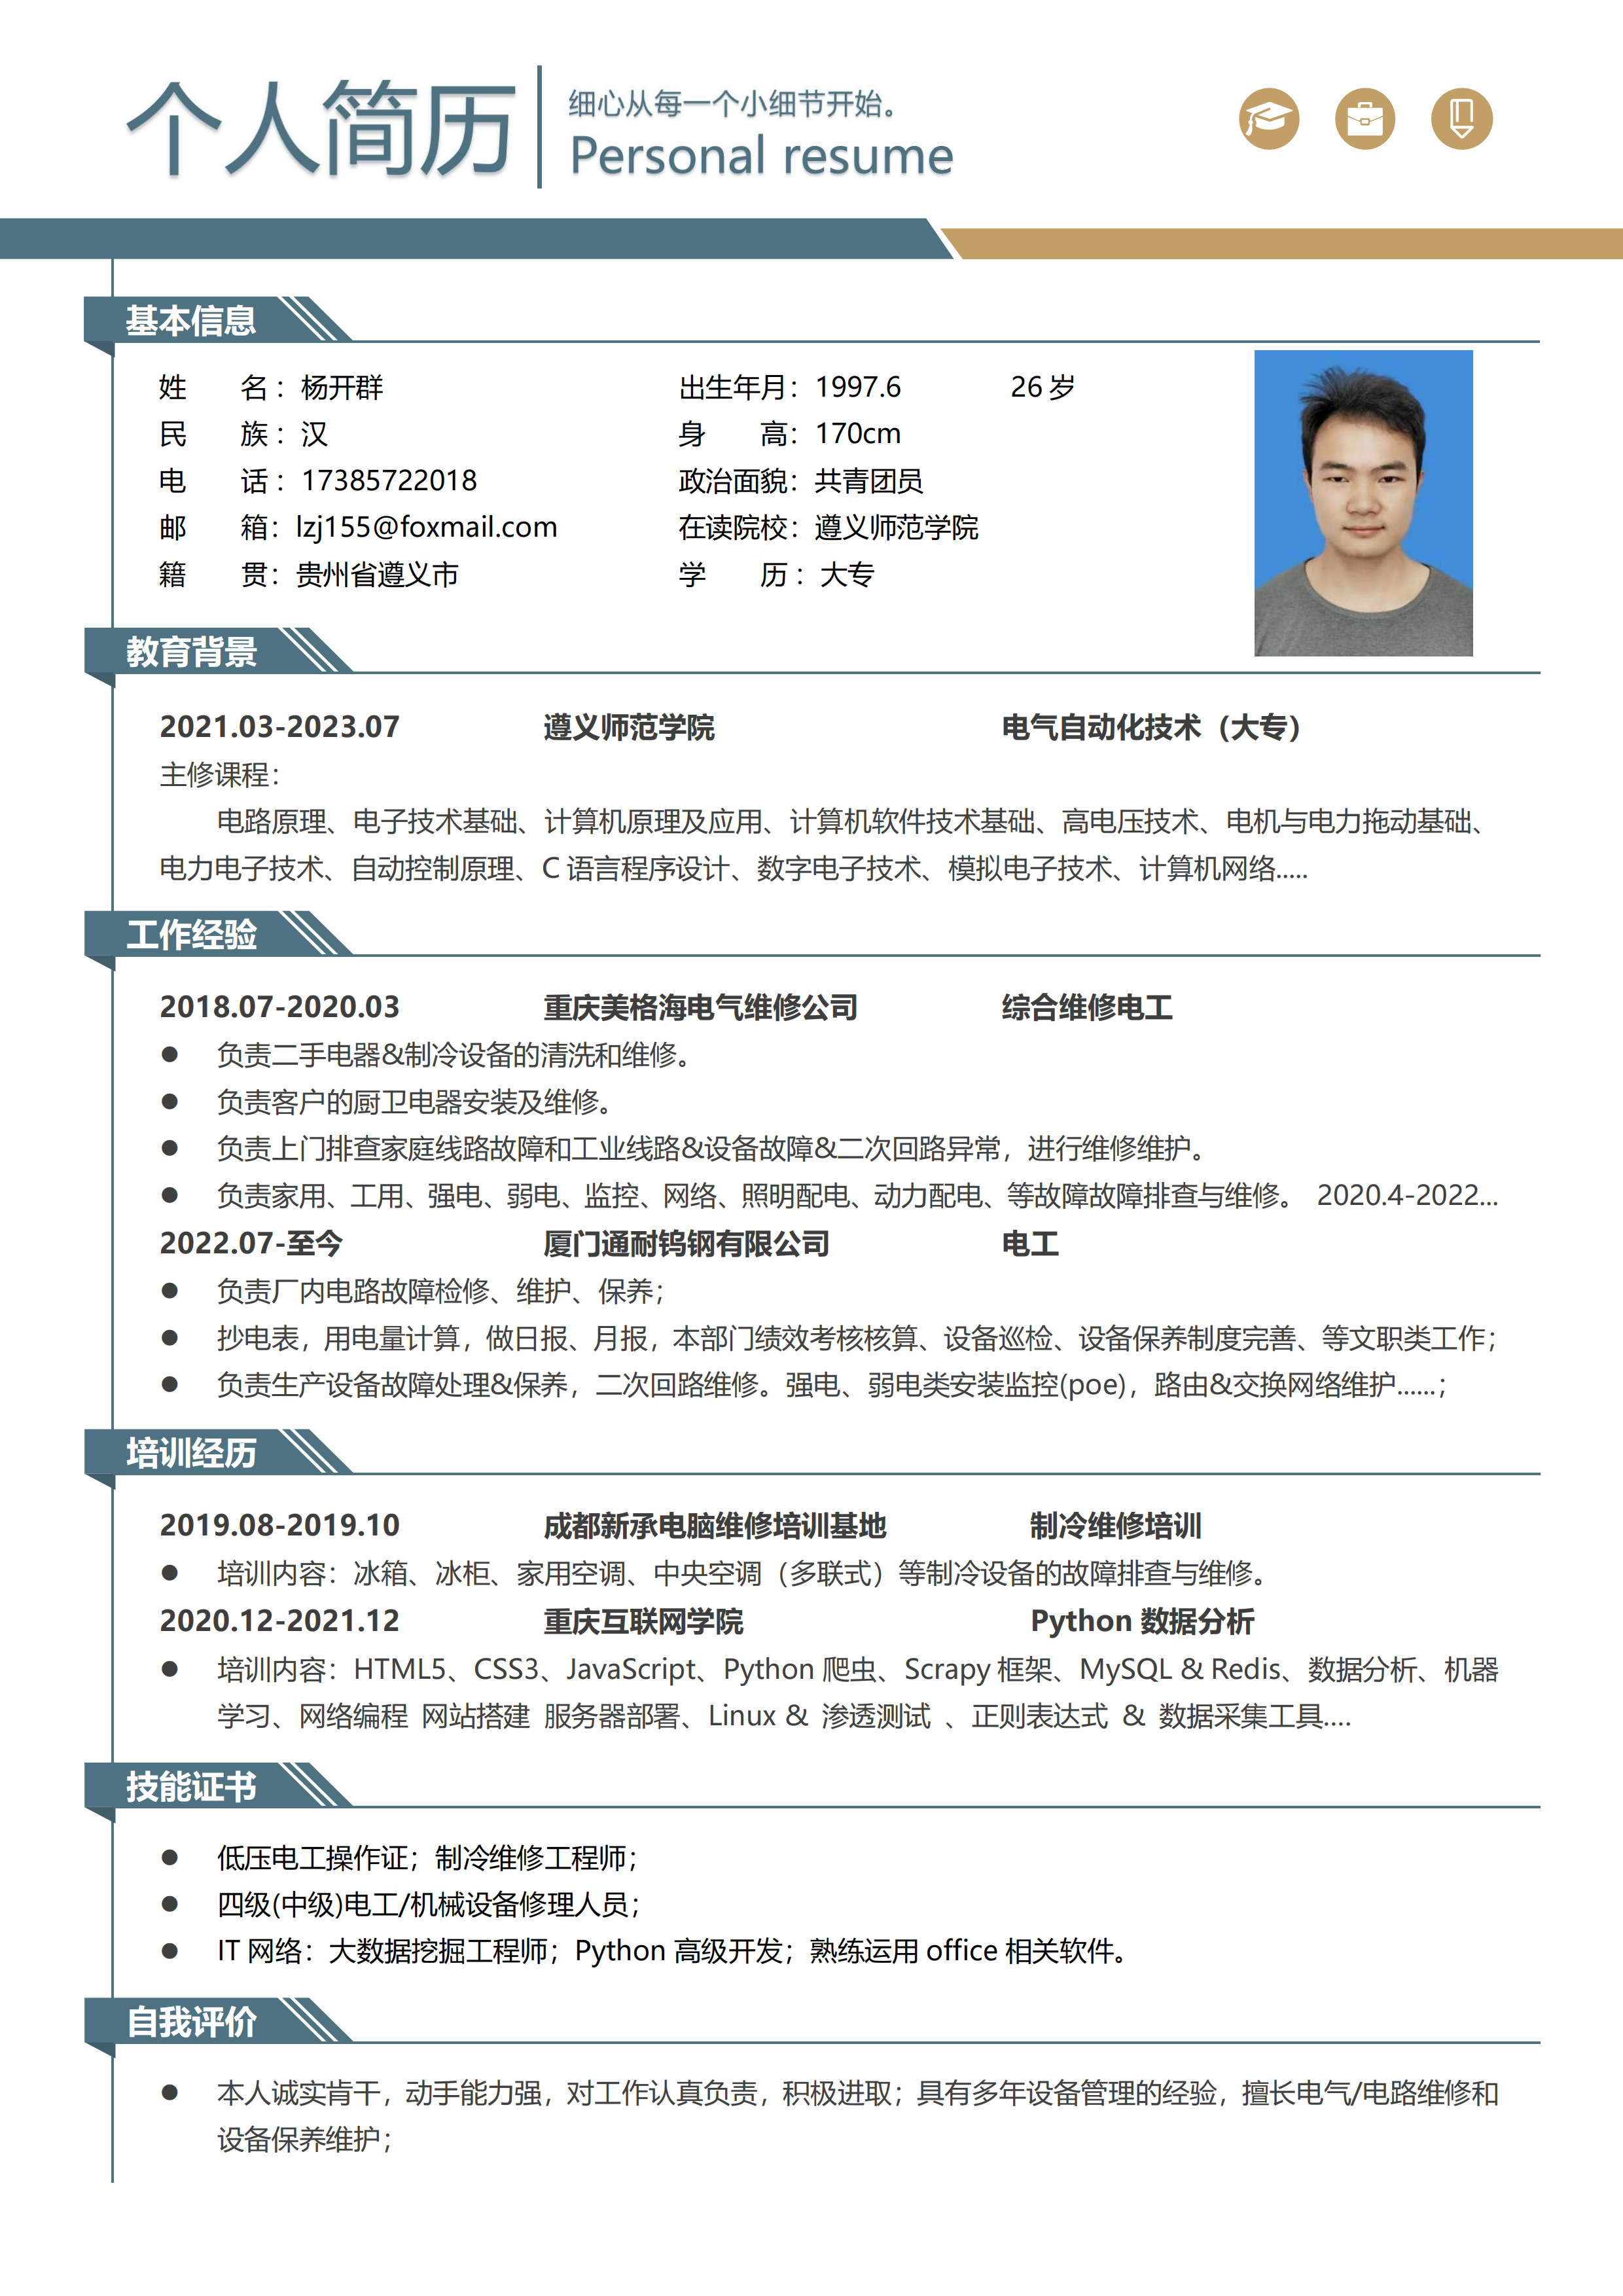 个人简历
细心从每一个小细节开始。
Personal resume
基本信息
姓 名：杨开群 出生年月：1997.6 26 岁
民 族：汉 身 高：170cm
电 话：17385722018 政治面貌：共青团员
邮 箱：lzj155@foxmail.com 在读院校：遵义师范学院
籍 贯：贵州省遵义市 学 历：大专
教育背景
2021.03-2023.07 遵义师范学院 电气自动化技术（大专）
主修课程：
电路原理、电子技术基础、计算机原理及应用、计算机软件技术基础、高电压技术、电机与电力拖动基础、
电力电子技术、自动控制原理、C 语言程序设计、数字电子技术、模拟电子技术、计算机网络.....
工作经验
2018.07-2020.03 重庆美格海电气维修公司 综合维修电工
● 负责二手电器&制冷设备的清洗和维修。
● 负责客户的厨卫电器安装及维修。
● 负责上门排查家庭线路故障和工业线路&设备故障&二次回路异常，进行维修维护。
● 负责家用、工用、强电、弱电、监控、网络、照明配电、动力配电、等故障故障排查与维修。 2020.4-2022...
2022.07-至今 厦门通耐钨钢有限公司 电工
● 负责厂内电路故障检修、维护、保养；
● 抄电表，用电量计算，做日报、月报，本部门绩效考核核算、设备巡检、设备保养制度完善、等文职类工作；
● 负责生产设备故障处理&保养，二次回路维修。强电、弱电类安装监控(poe)，路由&交换网络维护......；
培训经历
2019.08-2019.10 成都新承电脑维修培训基地 制冷维修培训
● 培训内容：冰箱、冰柜、家用空调、中央空调（多联式）等制冷设备的故障排查与维修。
2020.12-2021.12 重庆互联网学院 Python 数据分析
● 培训内容：HTML5、CSS3、JavaScript、Python 爬虫、Scrapy 框架、MySQL & Redis、数据分析、机器
学习、网络编程 网站搭建 服务器部署、Linux & 渗透测试 、正则表达式 & 数据采集工具....
技能证书
● 低压电工操作证；制冷维修工程师；
● 四级(中级)电工/机械设备修理人员；
● IT 网络：大数据挖掘工程师；Python 高级开发；熟练运用 office 相关软件。
自我评价
● 本人诚实肯干，动手能力强，对工作认真负责，积极进取；具有多年设备管理的经验，擅长电气/电路维修和
设备保养维护；